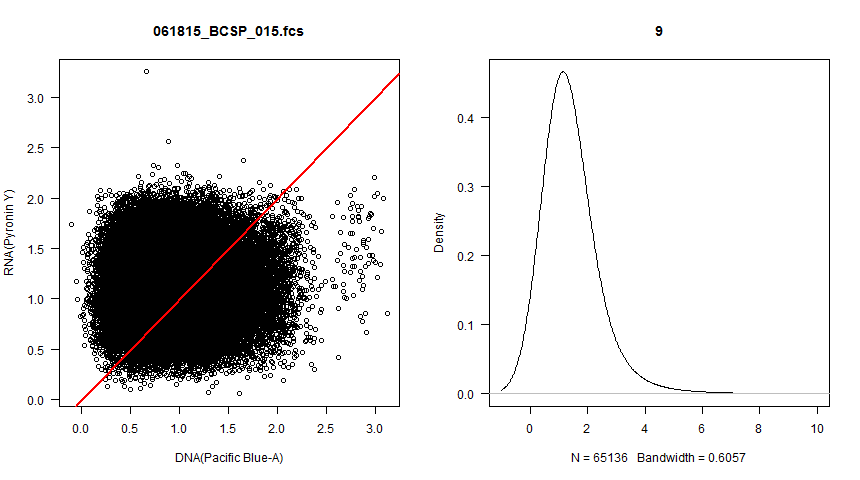 061815_BCSP_015.fcs
RNA(Pyronin Y)
3.0
2.5
2.0
1.5
1.0
0.5
0.0
0.0 0.5 1.0 1.5 2.0 2.5 3.0
DNA(Pacific Blue-A)
9
Density
0.4
0.3
0.2
0.1
0.0
0 2 4 6 8 10
N = 65136 Bandwidth = 0.6057